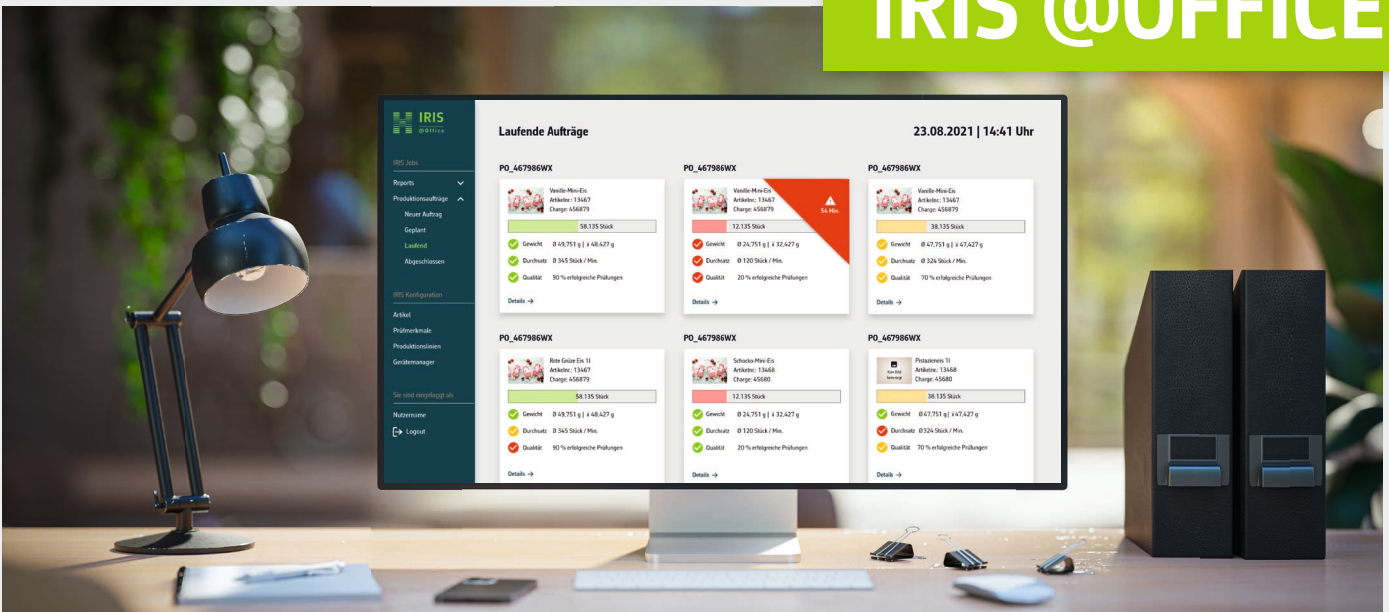 IRIS @OFFICE
IRIS
@Office
Laufende Aufträge
23.08.2021 | 14:41 Uhr
IRIS Jobs
Reports
Produktionsaufträge
Neuer Auftrag
Geplant
Laufend
Abgeschlossen
IRIS Konfiguration
Artikel
Prüfmerkmale
Produktionslinien
Gerätemanager
Sie sind eingeloggt als
Nutzername
Logout
PO_467986WX
Vanille-Mini-Eis
Artikelnr.: 13467
Charge: 456879
58.135 Stück
Gewicht Ø 49,751 g | x̄ 48,427 g
Durchsatz Ø 345 Stück / Min.
Qualität 90 % erfolgreiche Prüfungen
Details →
PO_467986WX
Vanille-Mini-Eis
Artikelnr.: 13467
Charge: 456879
54 Min.
12.135 Stück
Gewicht Ø 24,751 g | x̄ 32,427 g
Durchsatz Ø 120 Stück / Min.
Qualität 20 % erfolgreiche Prüfungen
Details →
PO_467986WX
Vanille-Mini-Eis
Artikelnr.: 13467
Charge: 456879
38.135 Stück
Gewicht Ø 47,751 g | x̄ 47,427 g
Durchsatz Ø 324 Stück / Min.
Qualität 70 % erfolgreiche Prüfungen
Details →
PO_467986WX
Rote Grüze Eis 1l
Artikelnr.: 13467
Charge: 456879
58.135 Stück
Gewicht Ø 49,751 g | x̄ 48,427 g
Durchsatz Ø 345 Stück / Min.
Qualität 90 % erfolgreiche Prüfungen
Details →
PO_467986WX
Schocko-Mini-Eis
Artikelnr.: 13468
Charge: 45680
12.135 Stück
Gewicht Ø 24,751 g | x̄ 32,427 g
Durchsatz Ø 120 Stück / Min.
Qualität 20 % erfolgreiche Prüfungen
Details →
PO_467986WX
Pistazieneis 1l
Artikelnr.: 13468
Charge: 45680
38.135 Stück
Gewicht Ø 47,751 g | x̄ 47,427 g
Durchsatz Ø 324 Stück / Min.
Qualität 70 % erfolgreiche Prüfungen
Details →